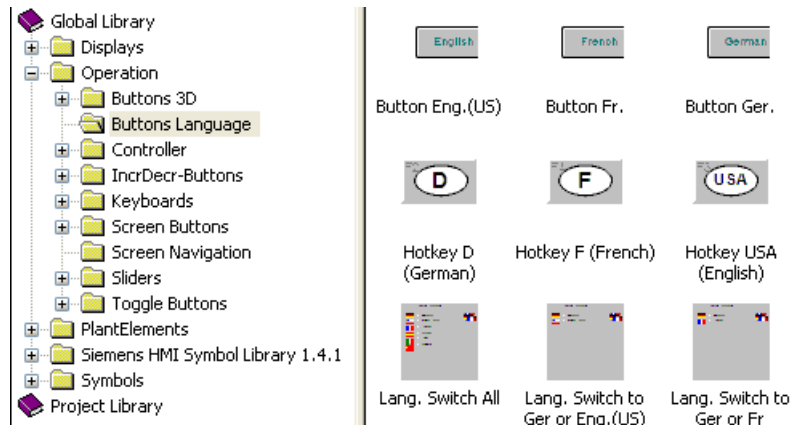 Global Library
Displays
Operation
Buttons 3D
Buttons Language
Controller
IncrDecr-Buttons
Keyboards
Screen Buttons
Screen Navigation
Sliders
Toggle Buttons
PlantElements
Siemens HMI Symbol Library 1.4.1
Symbols
Project Library
English
French
German
Button Eng.(US)
Button Fr.
Button Ger.
D
F
USA
Hotkey D
(German)
Hotkey F (French)
Hotkey USA
(English)
Lang. Switch All
Lang. Switch to
Ger or Eng.(US)
Lang. Switch to
Ger or Fr